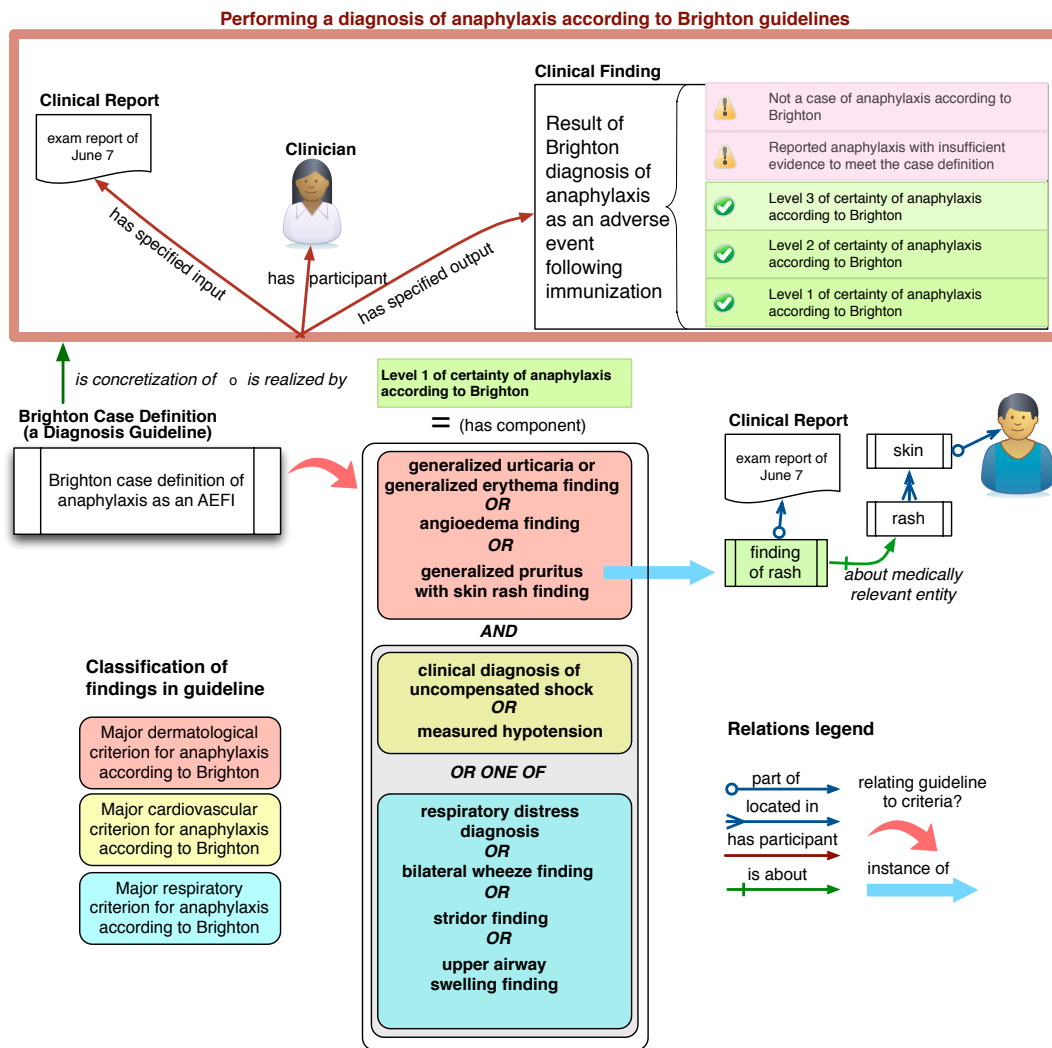 Performing a diagnosis of anaphylaxis according to Brighton guidelines
Clinical Report
exam report of
June 7
Clinician
Clinical Finding
Result of
Brighton
diagnosis of
anaphylaxis
as an adverse
event
following
immunization
Not a case of anaphylaxis according to
Brighton
Reported anaphylaxis with insufficient
evidence to meet the case definition
Level 3 of certainty of anaphylaxis
according to Brighton
Level 2 of certainty of anaphylaxis
according to Brighton
Level 1 of certainty of anaphylaxis
according to Brighton
has specified input
has participant
has specified output
is concretization of o is realized by
Brighton Case Definition
(a Diagnosis Guideline)
Brighton case definition
of anaphylaxis as an AEFI
Level 1 of certainty of anaphylaxis
according to Brighton
= (has component)
generalized urticaria or
generalized erythema finding
OR
angioedema finding
OR
generalized pruritus
with skin rash finding
AND
clinical diagnosis of
uncompensated shock
OR
measured hypotension
OR ONE OF
respiratory distress
diagnosis
OR
bilateral wheeze finding
OR
stridor finding
OR
upper airway
swelling finding
Clinical Report
exam report of
June 7
skin
rash
finding
of rash
about medically
relevant entity
Classification of
findings in guideline
Major dermatological
criterion for anaphylaxis
according to Brighton
Major cardiovascular
criterion for anaphylaxis
according to Brighton
Major respiratory
criterion for anaphylaxis
according to Brighton
Relations legend
part of
located in
has participant
is about
relating guideline
to criteria?
instance of